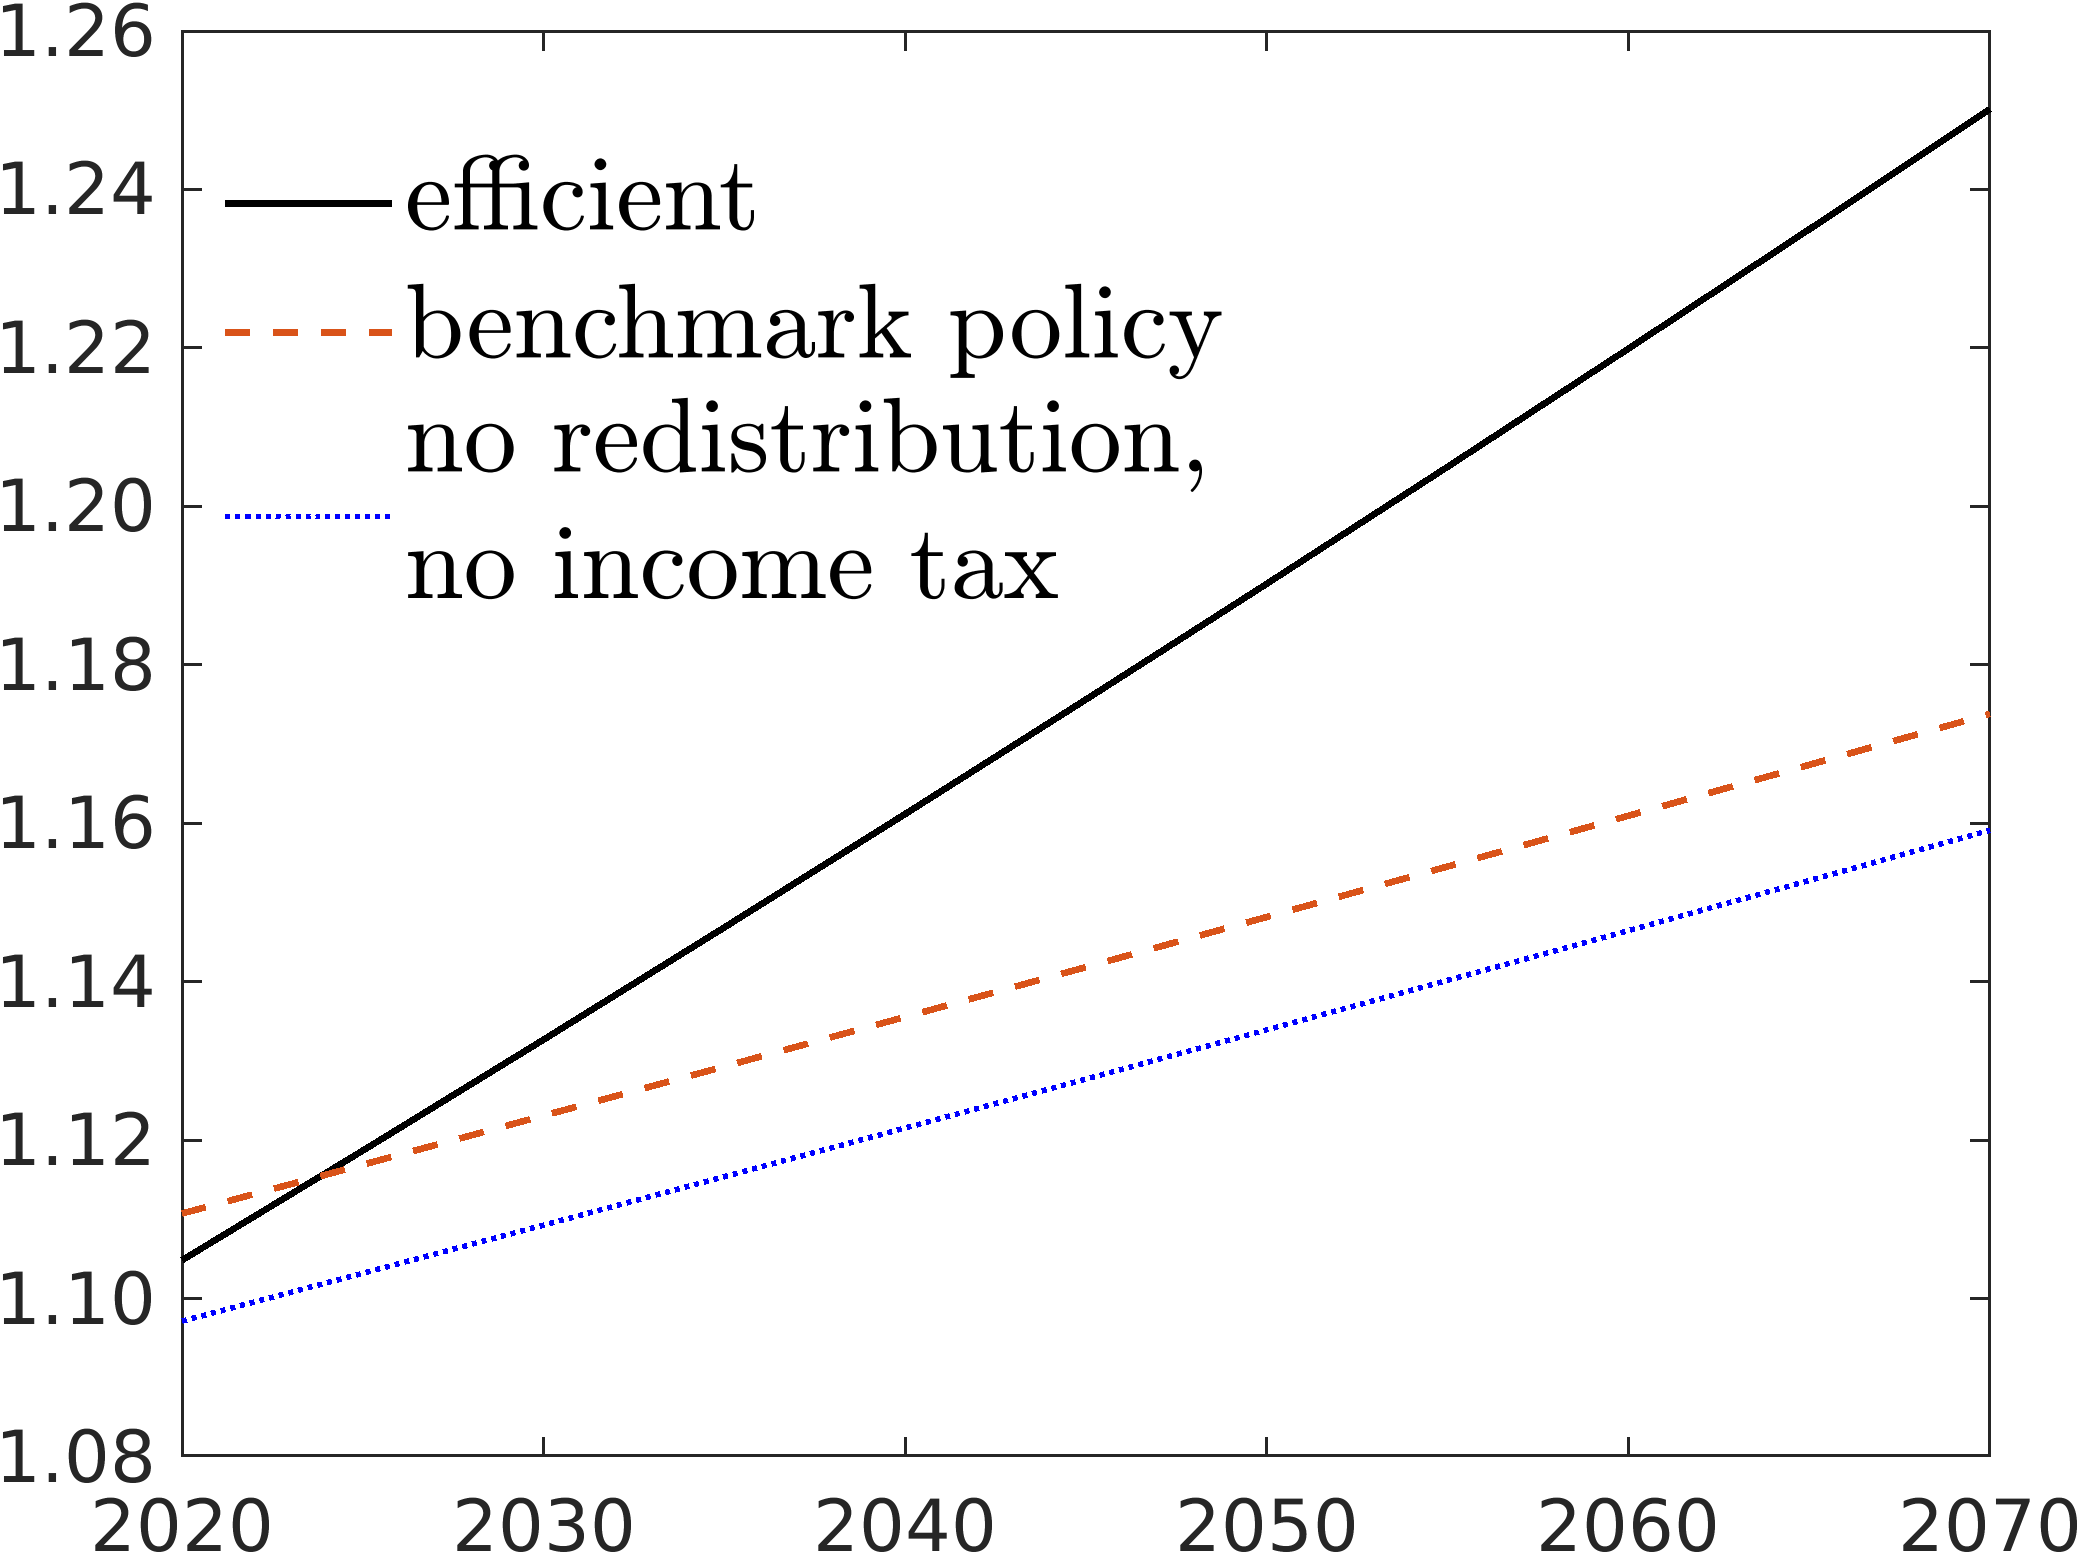 1.26
1.24
1.22
1.20
1.18
1.16
1.14
1.12
1.10
1.08
efficient
benchmark policy
no redistribution,
no income tax
2020 2030 2040 2050 2060 2070